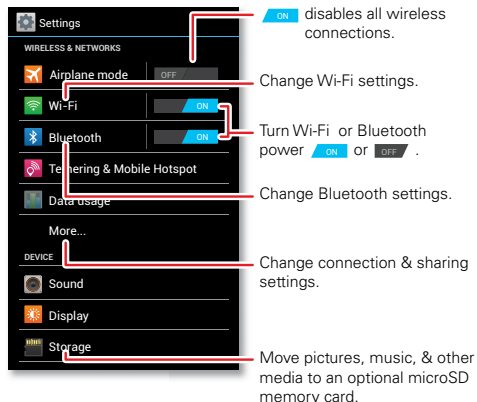 Settings
WIRELESS & NETWORKS
Airplane mode OFF
Wi-Fi ON
Bluetooth ON
Tethering & Mobile Hotspot
Data usage
More...
DEVICE
Sound
Display
Storage
ON disables all wireless
connections.
Change Wi-Fi settings.
Turn Wi-Fi or Bluetooth
power ON or OFF .
Change Bluetooth settings.
Change connection & sharing
settings.
Move pictures, music, & other
media to an optional microSD
memory card.